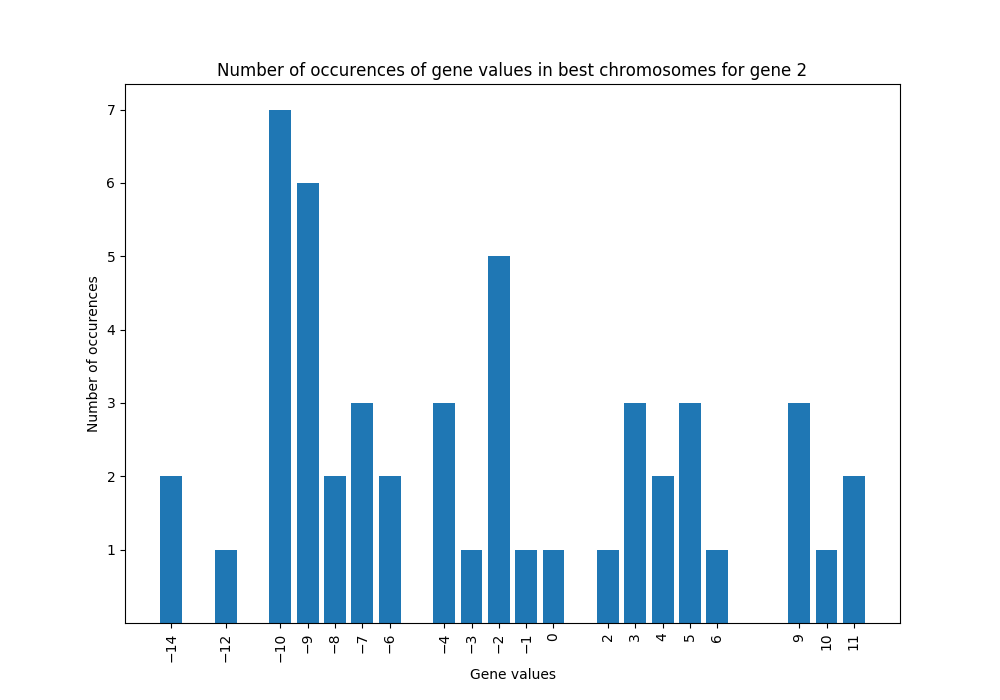 Number of occurences of gene values in best chromosomes for gene 2
7
6
5
4
3
2
1
Number of occurences
−14 −12 −10 −9 −8 −7 −6 −4 −3 −2 −1 0 2 3 4 5 6 9 10 11
Gene values